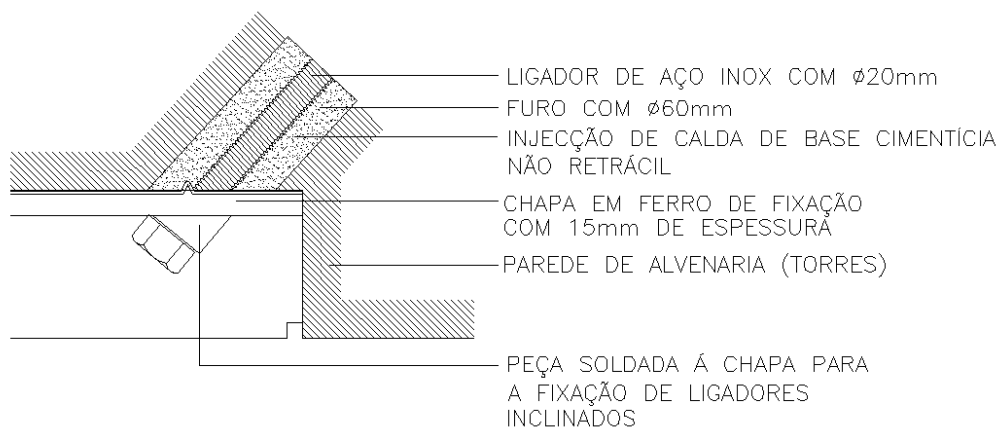 LIGADOR DE AÇO INOX COM Ø20mm
FURO COM Ø60mm
INJECÇÃO DE CALDA DE BASE CIMENTÍCIA
NÃO RETRÁCIL
CHAPA EM FERRO DE FIXAÇÃO
COM 15mm DE ESPESSURA
PAREDE DE ALVENARIA (TORRES)
PEÇA SOLDADA Á CHAPA PARA
A FIXAÇÃO DE LIGADORES
INCLINADOS